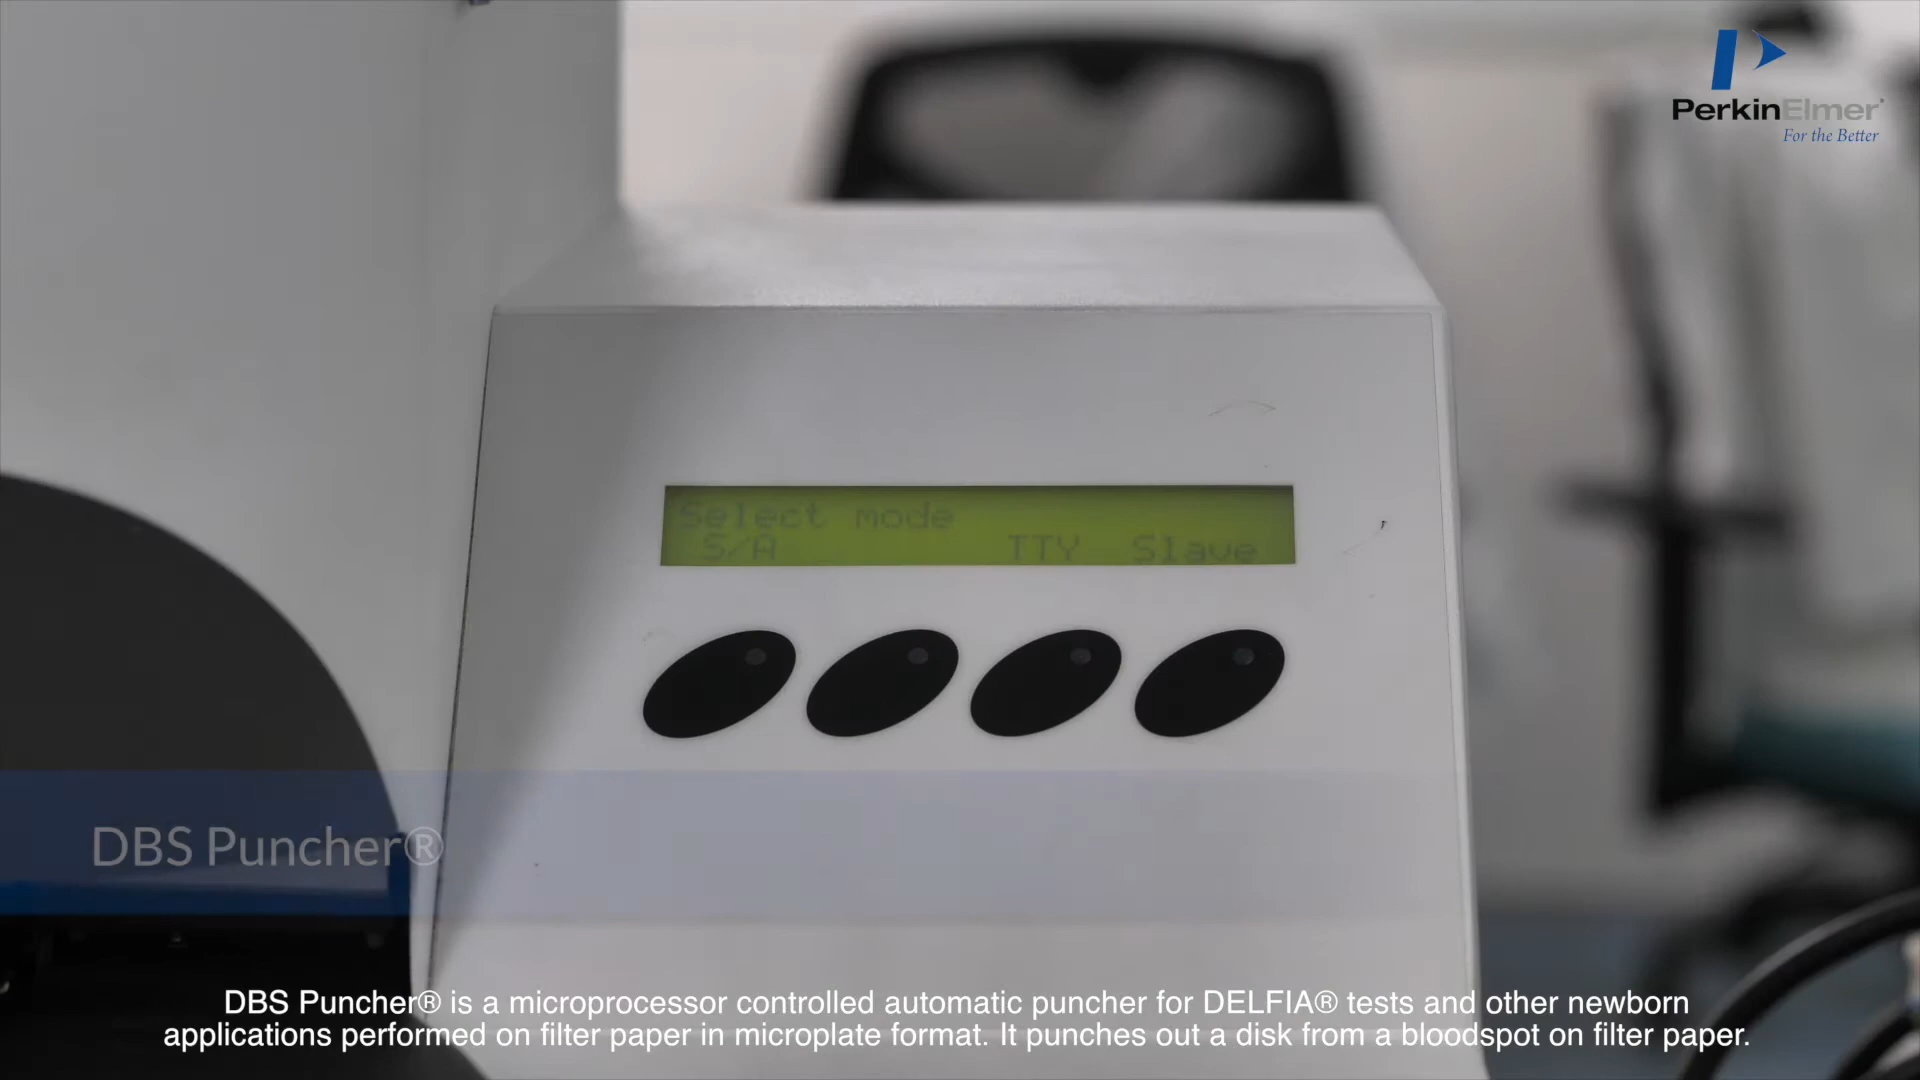 PerkinElmer
For the Better
Select mode
S/A TTY Slave
DBS Puncher®
DBS Puncher® is a microprocessor controlled automatic puncher for DELFIA® tests and other newborn
applications performed on filter paper in microplate format. It punches out a disk from a bloodspot on filter paper.